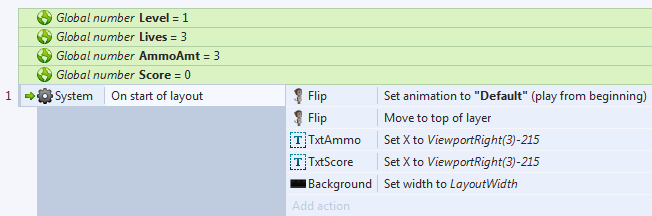 Global number Level = 1
Global number Lives = 3
Global number AmmoAmt = 3
Global number Score = 0
1 System On start of layout Flip Set animation to "Default" (play from beginning)
Flip Move to top of layer
T TxtAmmo Set X to ViewportRight(3)-215
T TxtScore Set X to ViewportRight(3)-215
Background Set width to LayoutWidth
Add action